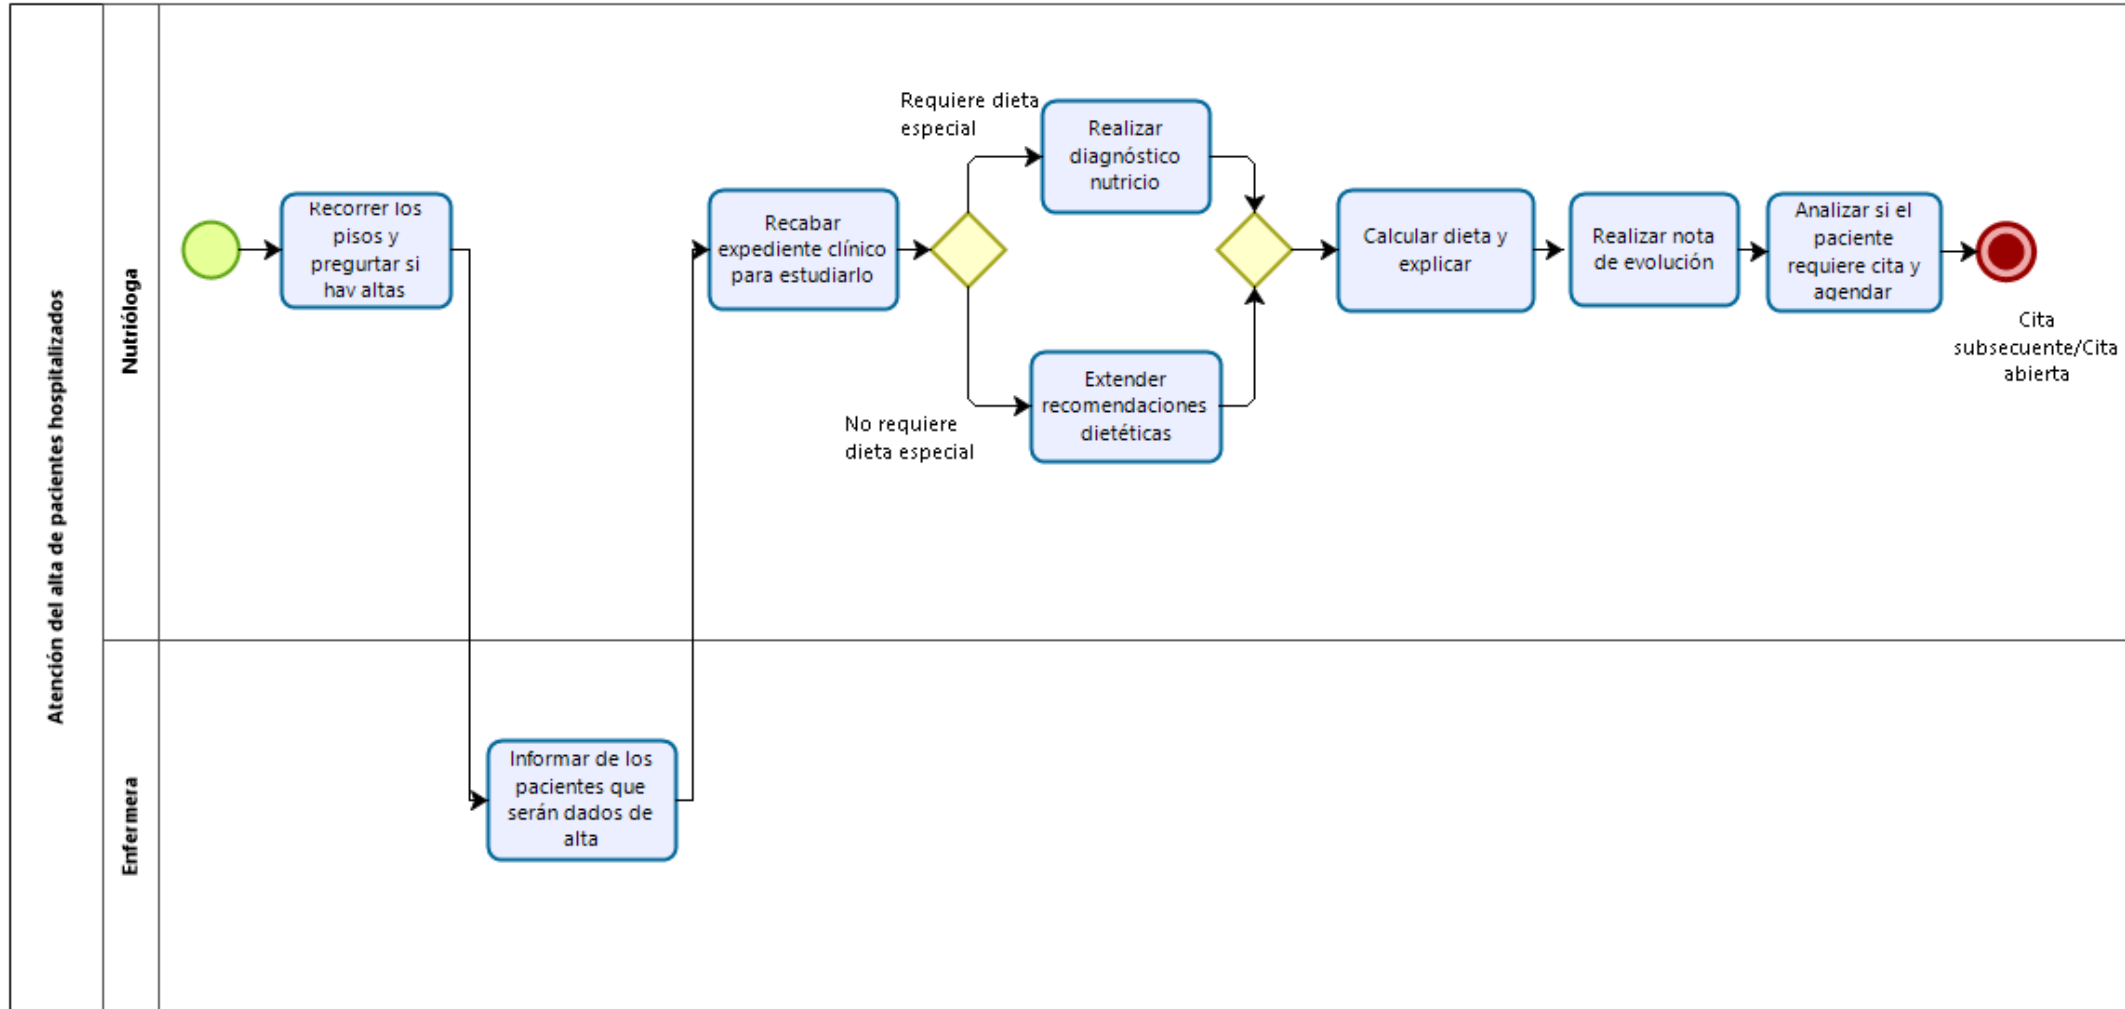 Atención del alta de pacientes hospitalizados
Nutrióloga
Recorrer los
pisos y
pregurtar si
hay altas
Recabar
expediente clínico
para estudiarlo
Requiere dieta
especial
Realizar
diagnóstico
nutricio
No requiere
dieta especial
Extender
recomendaciones
dietéticas
Calcular dieta y
explicar
Realizar nota
de evolución
Analizar si el
paciente
requiere cita y
agendar
Cita
subsecuente/Cita
abierta
Enfermera
Informar de los
pacientes que
serán dados de
alta